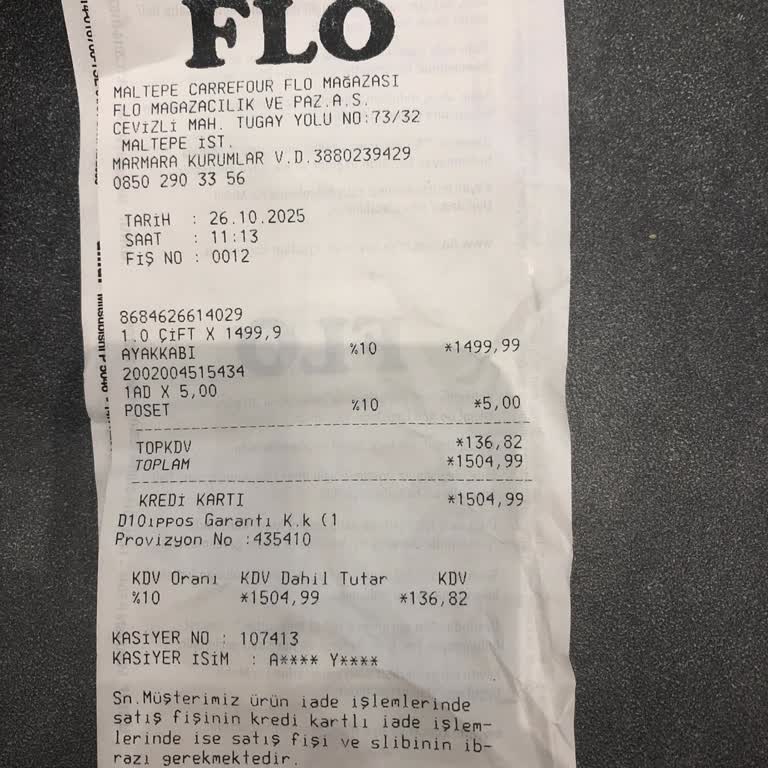 FLO
MALTEPE CARREFOUR FLO MAĞAZASI
FLO MAGAZACILIK VE PAZ.A.S.
CEVİZLİ MAH. TUGAY YOLU NO:73/32
MALTEPE İST.
MARMARA KURUMLAR V.D.3880239429
0850 290 33 56
TARİH : 26.10.2025
SAAT : 11:13
FİŞ NO : 0012
8684626614029
1.0 ÇİFT X 1499,9
AYAKKABI %10 *1499,99
2002004515434
1AD X 5,00
POSET %10 *5,00
TOPKDV *136,82
TOPLAM *1504,99
KREDİ KARTI *1504,99
D10ıPPOS Garantı K.k (1
Provizyon No :435410
KDV Oranı KDV Dahil Tutar KDV
%10 *1504,99 *136,82
KASİYER NO : 107413
KASİYER İSİM : A**** Y****
Sn.Müşterimiz ürün iade işlemlerinde
satış fişinin kredi kartlı iade işlem-
lerinde ise satış fişi ve slibinin ib-
razı gerekmektedir.